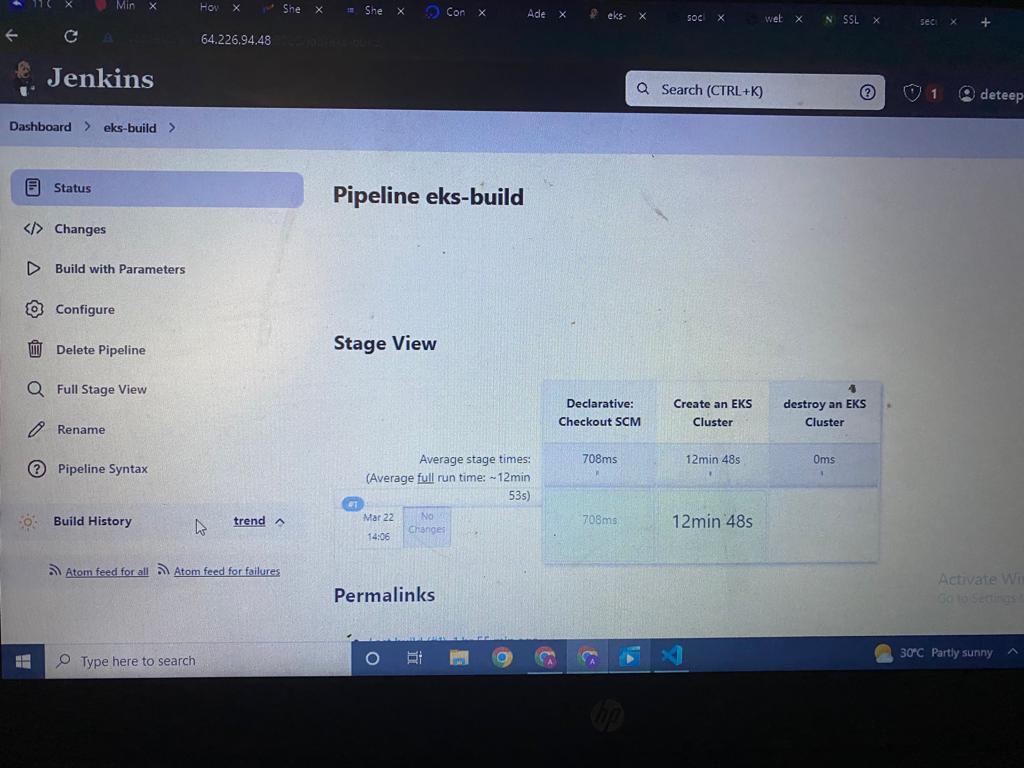 Min
Hov
She
She
Con
Ade
eks-
soci
web
SSL
seci
64.226.94.48
Jenkins
Search (CTRL+K)
1
deteep
Dashboard
eks-build
Status
Changes
Build with Parameters
Configure
Delete Pipeline
Full Stage View
Rename
Pipeline Syntax
Build History
trend
Atom feed for all
Atom feed for failures
Pipeline eks-build
Stage View
Declarative:
Checkout SCM
Create an EKS
Cluster
destroy an EKS
Cluster
Average stage times:
(Average full run time: ~12min
53s)
708ms
12min 48s
0ms
#1
Mar 22
14:06
No
Changes
708ms
12min 48s
Permalinks
Activate Win
Go to Settings
Type here to search
30°C Partly sunny
hp